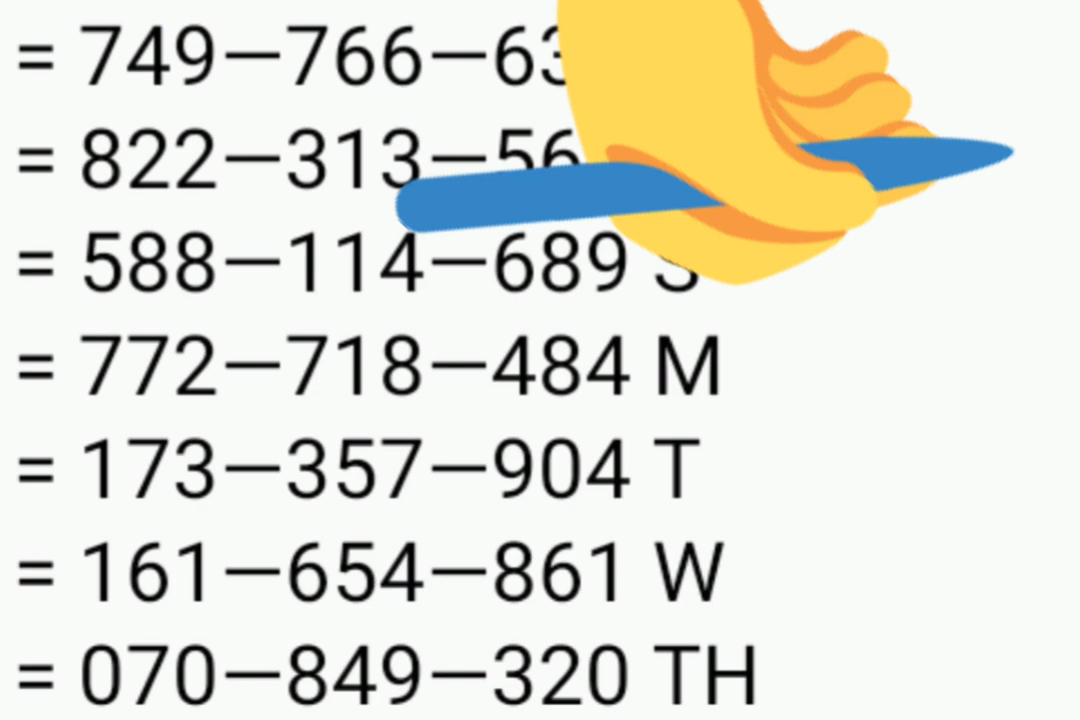 = 749—766—63
= 822—313—56
= 588—114—689 S
= 772—718—484 M
= 173—357—904 T
= 161—654—861 W
= 070—849—320 TH